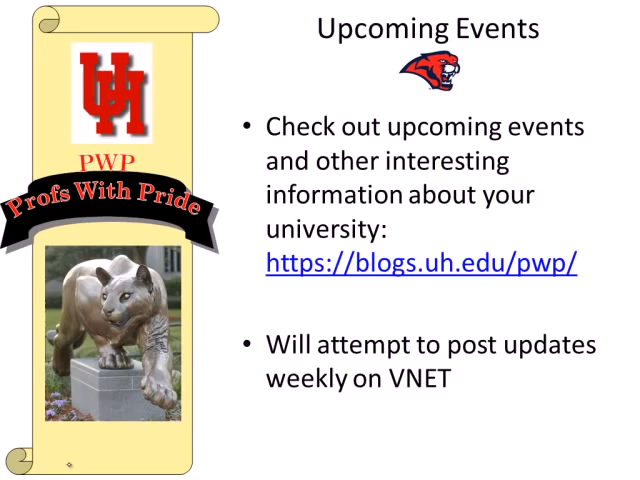 Upcoming Events
UH
PWP
Profs With Pride
• Check out upcoming events
and other interesting
information about your
university:
https://blogs.uh.edu/pwp/
• Will attempt to post updates
weekly on VNET